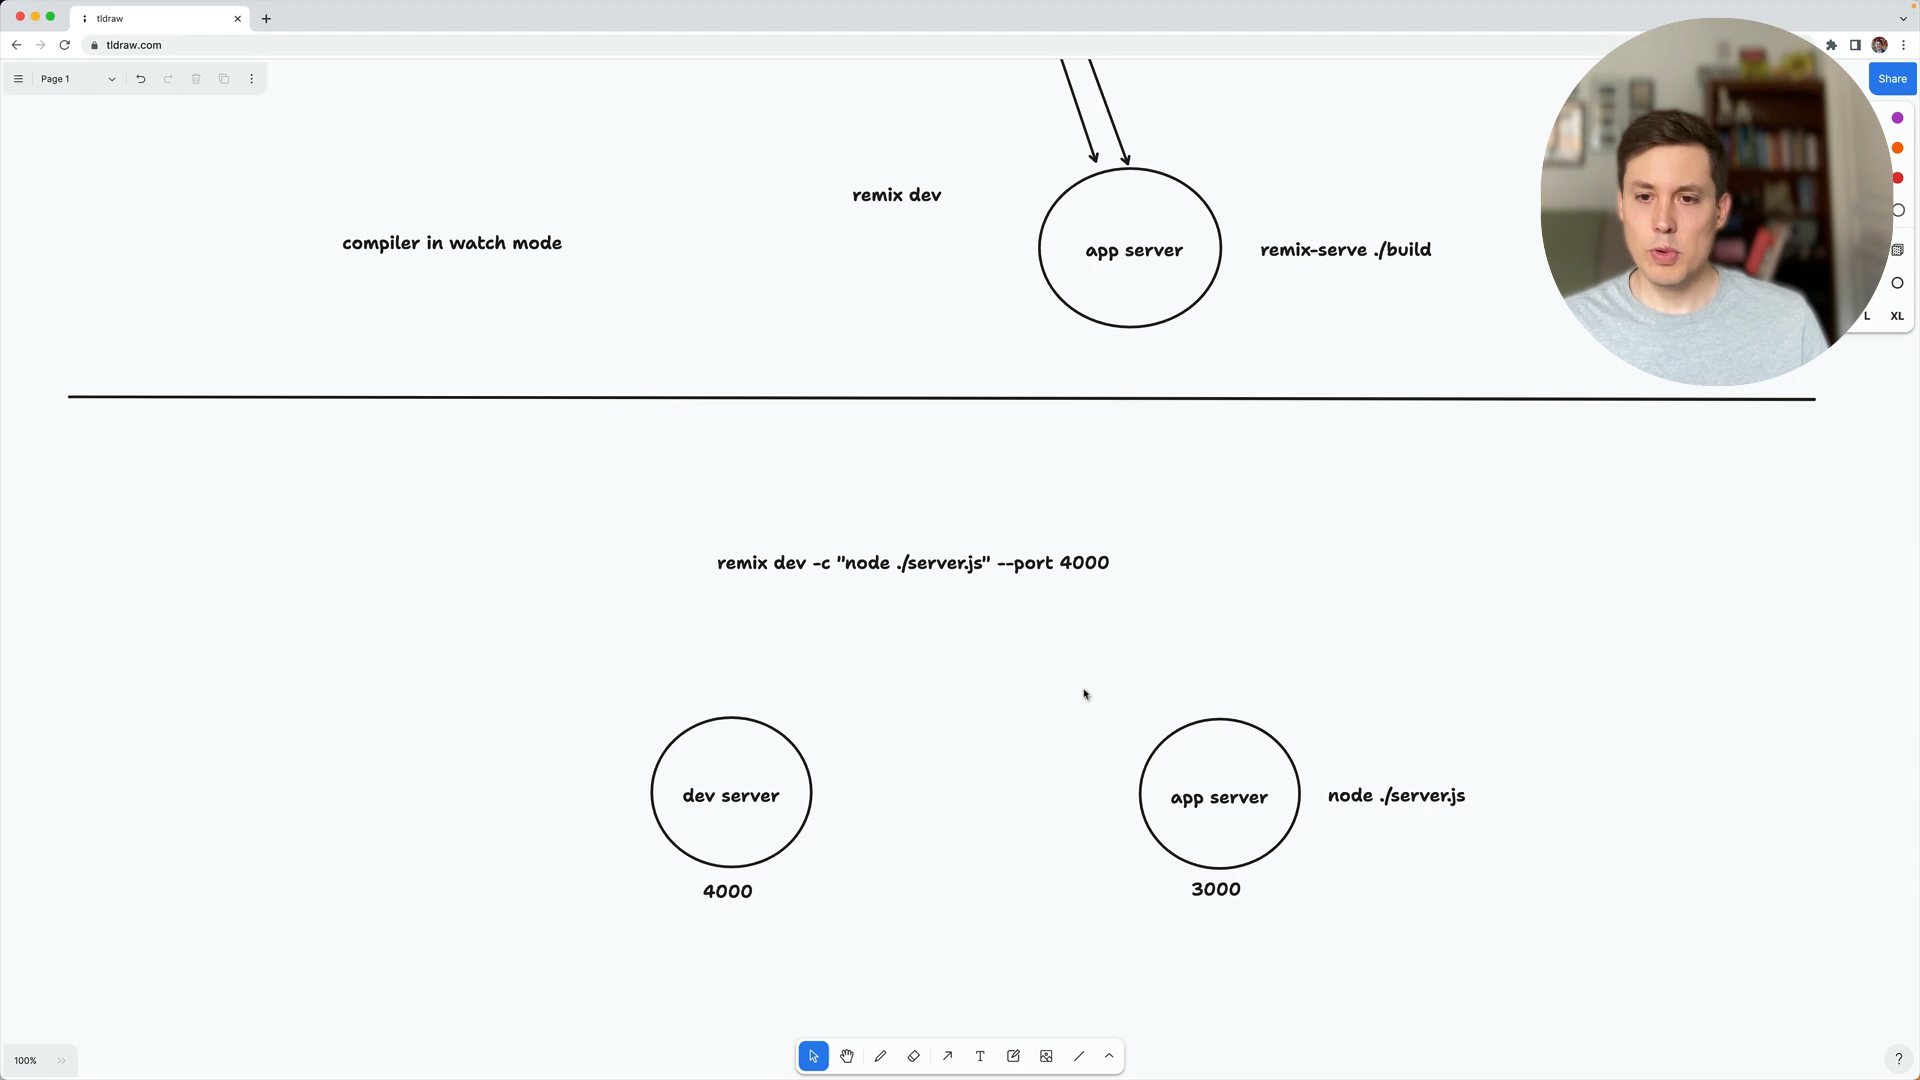 tldraw
tldraw.com
Page 1
Share
remix dev
compiler in watch mode
app server
remix-serve ./build
L
XL
remix dev -c "node ./server.js" --port 4000
dev server
app server
node ./server.js
4000
3000
100%
?